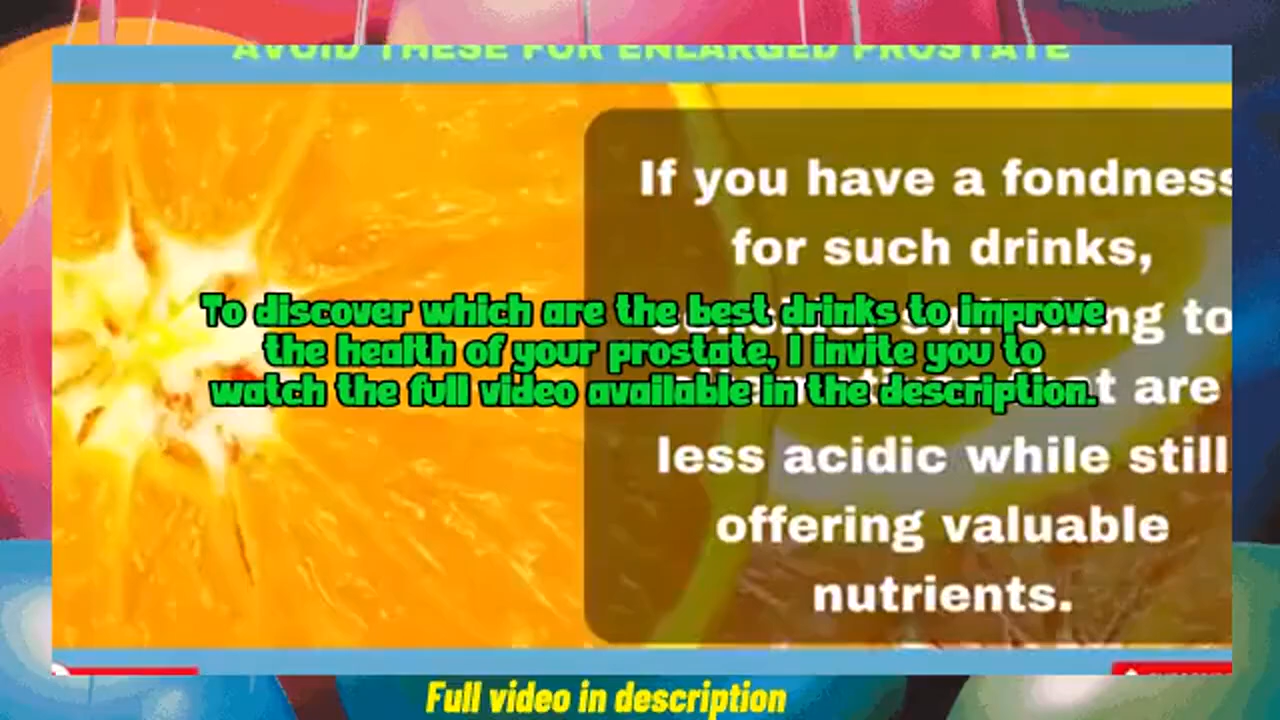 AVOID THESE FOR ENLARGED PROSTATE
If you have a fondness
for such drinks,
to
To discover which are the best drinks to improve
the health of your prostate, I invite you to
watch the full video available in the description.
are
less acidic while still
offering valuable
nutrients.
Full video in description